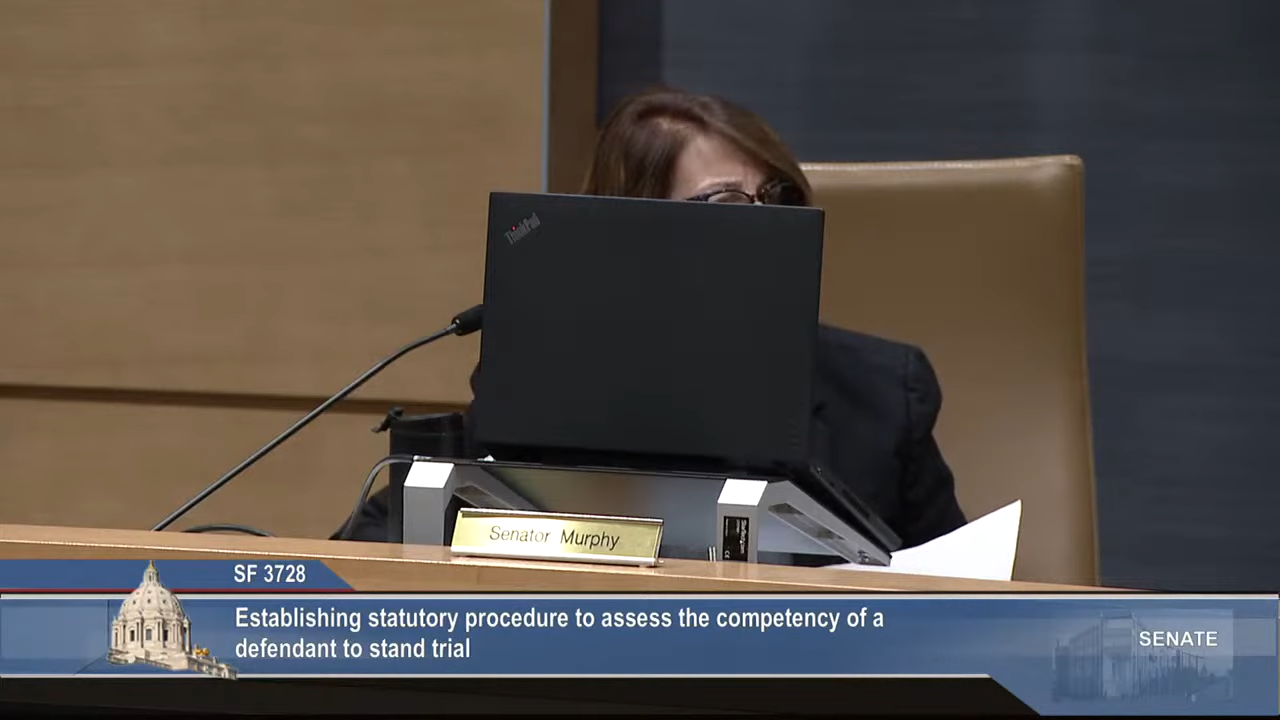 ThinkPad
Senator Murphy
SF 3728
Establishing statutory procedure to assess the competency of a
defendant to stand trial
SENATE